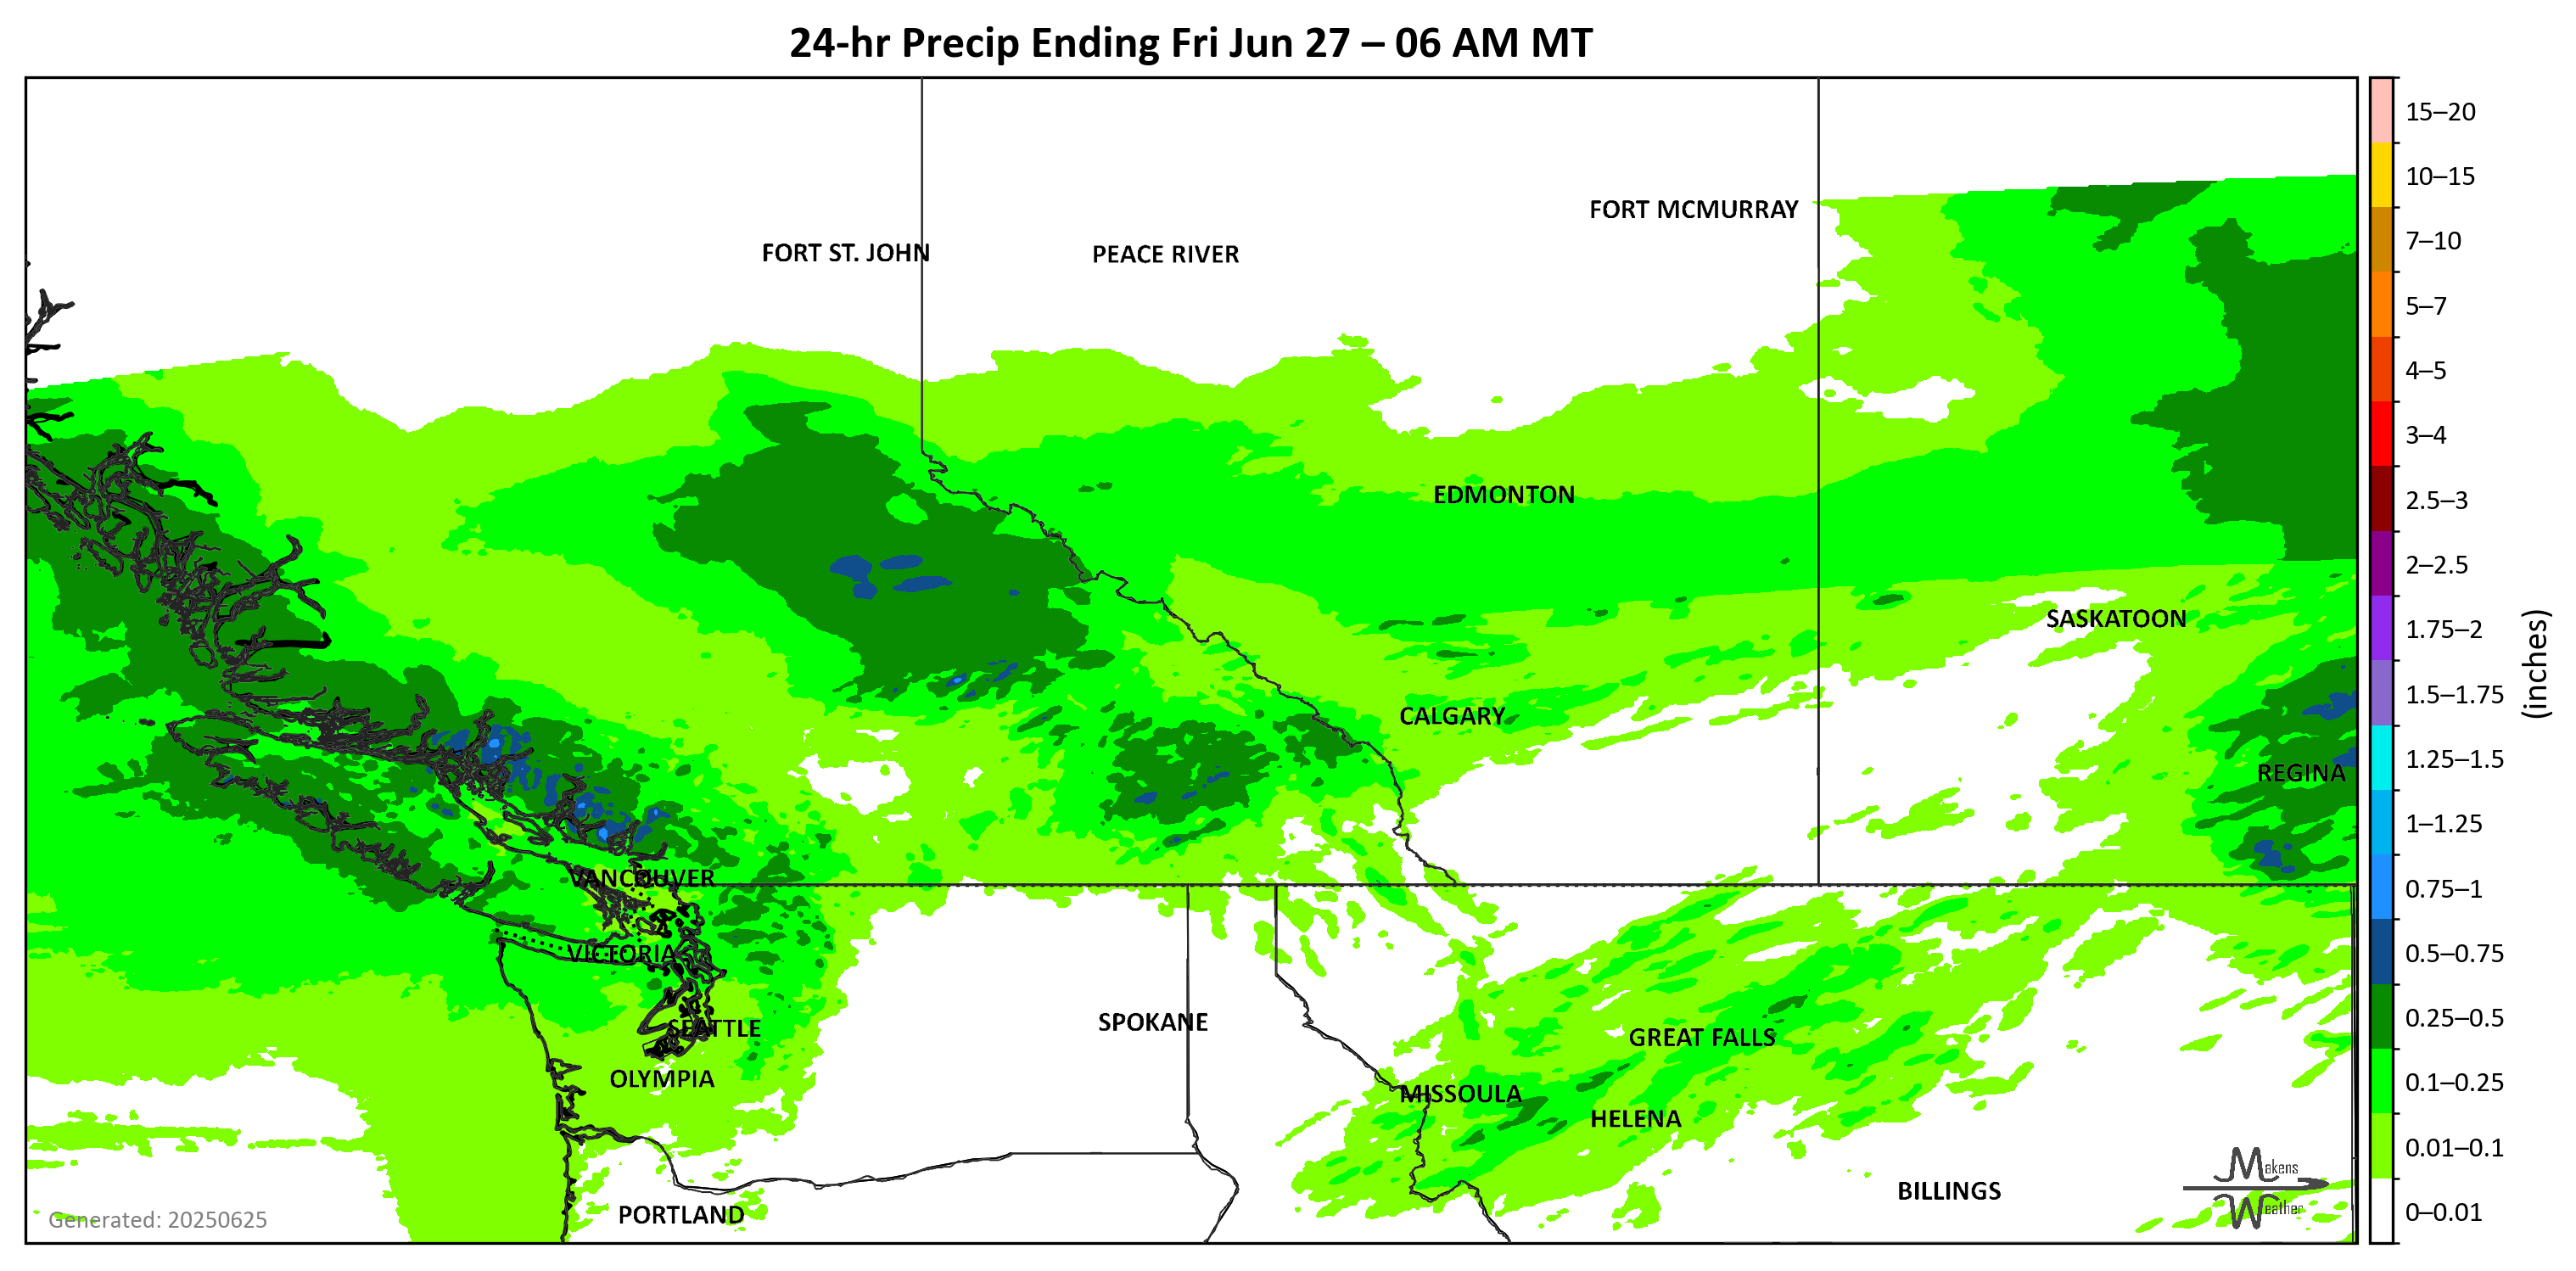 24-hr Precip Ending Fri Jun 27 – 06 AM MT
15–20
10–15
7–10
5–7
4–5
3–4
2.5–3
2–2.5
1.75–2
1.5–1.75
1.25–1.5
1–1.25
0.75–1
0.5–0.75
0.25–0.5
0.1–0.25
0.01–0.1
0–0.01
(inches)
FORT MCMURRAY
FORT ST. JOHN
PEACE RIVER
EDMONTON
SASKATOON
CALGARY
REGINA
VANCOUVER
VICTORIA
SPOKANE
SEATTLE
GREAT FALLS
OLYMPIA
MISSOULA
HELENA
BILLINGS
PORTLAND
Generated: 20250625
Makens
Weather